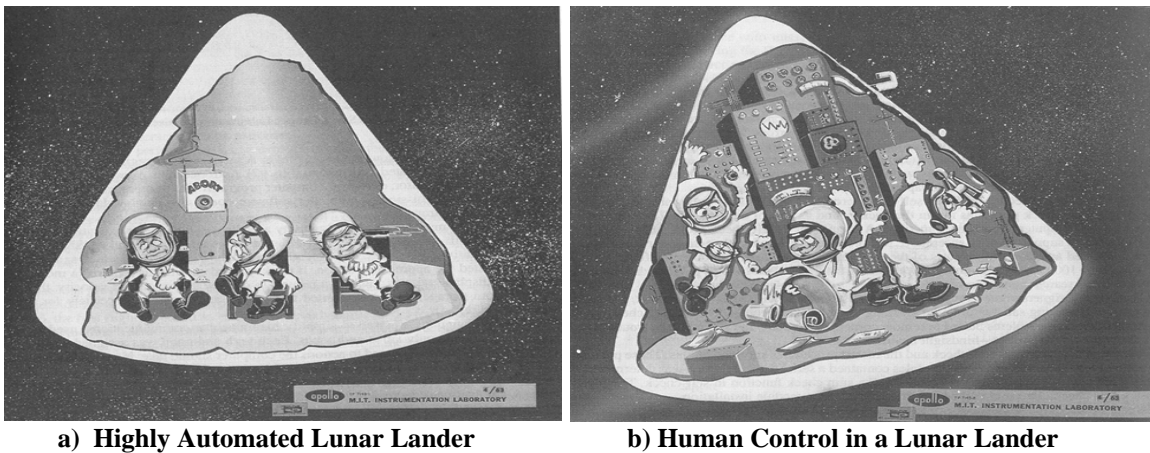 ABORT
apollo
M.I.T. INSTRUMENTATION LABORATORY
apollo
M.I.T. INSTRUMENTATION LABORATORY
a) Highly Automated Lunar Lander
b) Human Control in a Lunar Lander